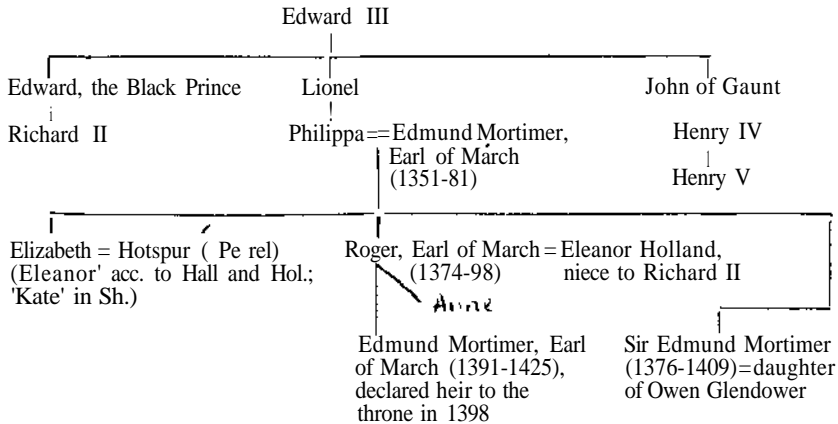 Edward III
Edward, the Black Prince Lionel John of Gaunt
Richard II Philippa == Edmund Mortimer, Henry IV
Earl of March
(1351-81) Henry V
Elizabeth = Hotspur ( Pe rel) Roger, Earl of March = Eleanor Holland,
(Eleanor' acc. to Hall and Hol.; (1374-98) niece to Richard II
'Kate' in Sh.)
Anne
Edmund Mortimer, Earl Sir Edmund Mortimer
of March (1391-1425), (1376-1409)=daughter
declared heir to the of Owen Glendower
throne in 1398